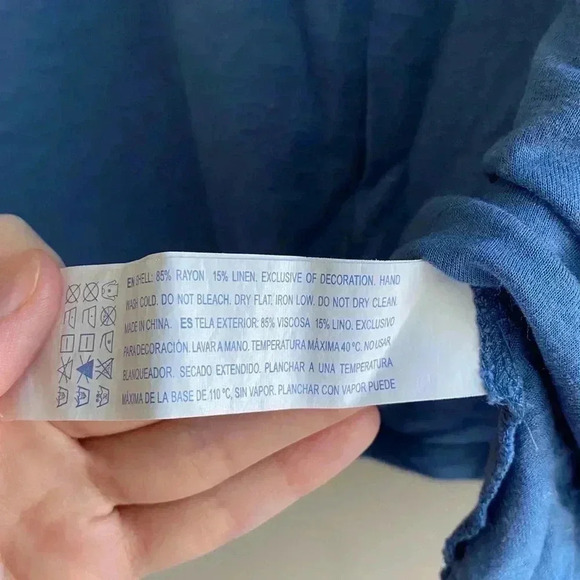 EN SHELL: 85% RAYON 15% LINEN. EXCLUSIVE OF DECORATION. HAND
WASH COLD. DO NOT BLEACH. DRY FLAT, IRON LOW. DO NOT DRY CLEAN.
MADE IN CHINA. ES TELA EXTERIOR: 85% VISCOSA 15% LINO. EXCLUSIVO
PARA DECORACIÓN. LAVAR A MANO. TEMPERATURA MÁXIMA 40 ºC. NO USAR
BLANQUEADOR. SECADO EXTENDIDO. PLANCHAR A UNA TEMPERATURA
MÁXIMA DE LA BASE DE 110 ºC, SIN VAPOR. PLANCHAR CON VAPOR PUEDE